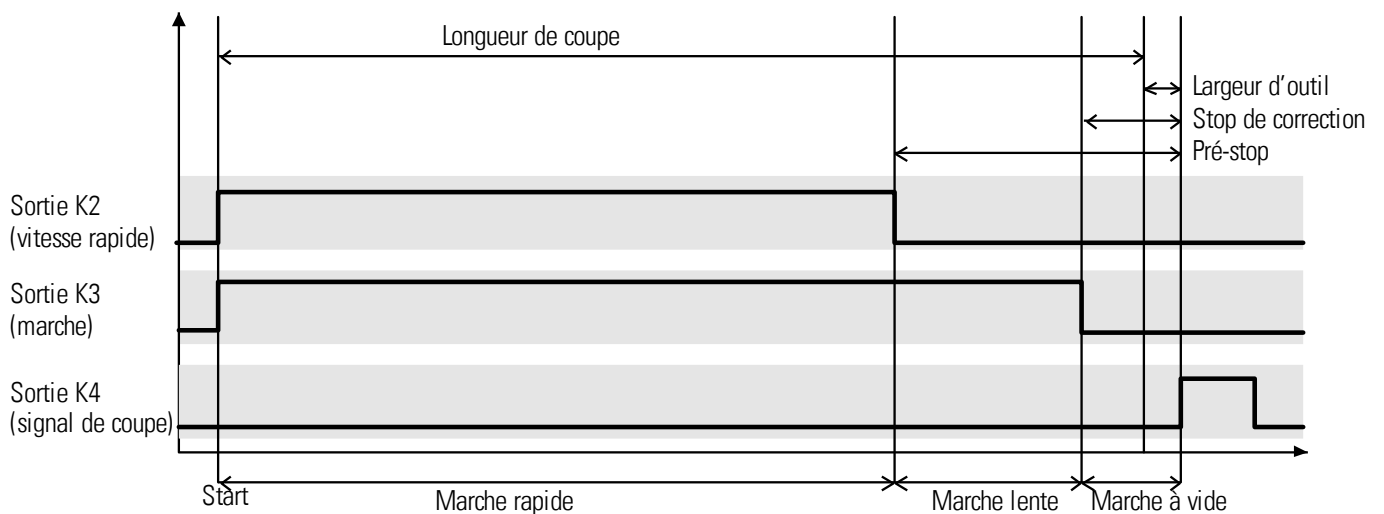 Longueur de coupe
Largeur d'outil
Stop de correction
Pré-stop
Sortie K2
(vitesse rapide)
Sortie K3
(marche)
Sortie K4
(signal de coupe)
Start
Marche rapide
Marche lente
Marche à vide